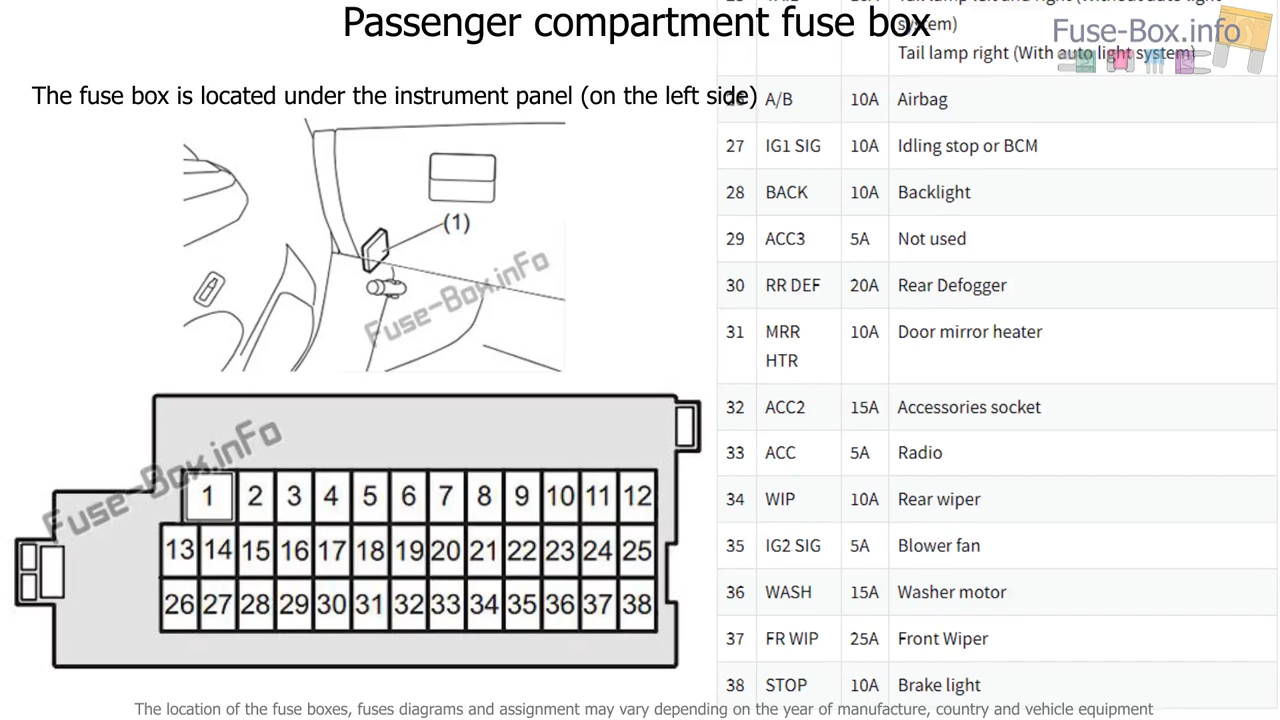 Passenger compartment fuse box
Fuse-Box.info
system)
Tail lamp right (With auto light system)
The fuse box is located under the instrument panel (on the left side)
A/B 10A Airbag
27 IG1 SIG 10A Idling stop or BCM
28 BACK 10A Backlight
29 ACC3 5A Not used
30 RR DEF 20A Rear Defogger
31 MRR HTR 10A Door mirror heater
32 ACC2 15A Accessories socket
33 ACC 5A Radio
34 WIP 10A Rear wiper
35 IG2 SIG 5A Blower fan
36 WASH 15A Washer motor
37 FR WIP 25A Front Wiper
38 STOP 10A Brake light
(1)
Fuse-Box.info
Fuse-Box.info
1 2 3 4 5 6 7 8 9 10 11 12
13 14 15 16 17 18 19 20 21 22 23 24 25
26 27 28 29 30 31 32 33 34 35 36 37 38
The location of the fuse boxes, fuses diagrams and assignment may vary depending on the year of manufacture, country and vehicle equipment